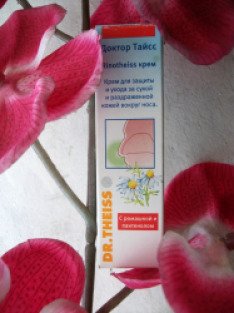 Доктор Тайсс
Rinotheiss крем
Крем для защиты
и ухода за сухой
и раздраженной
кожей вокруг носа.
С ромашкой и
пантенолом
DR.THEISS